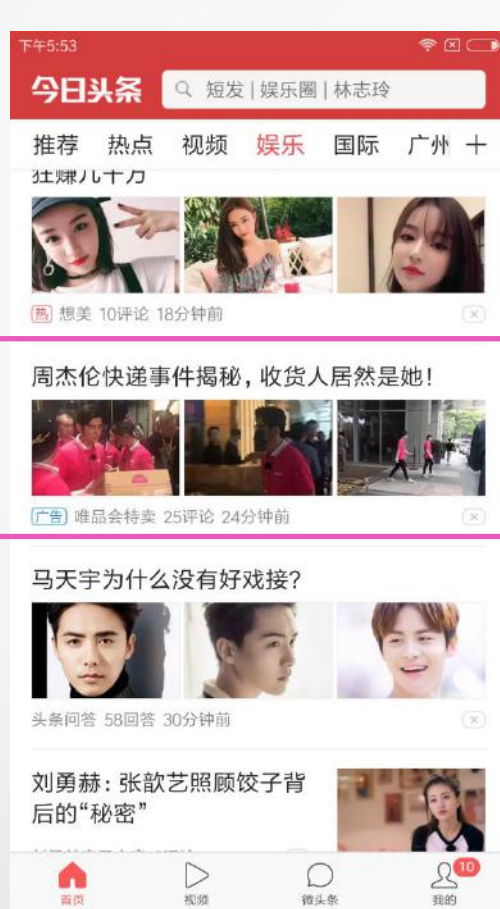 下午5:53
今日头条
短发 | 娱乐圈 | 林志玲
推荐 热点 视频 娱乐 国际 广州 +
狂赚几十万
热 想美 10评论 18分钟前
周杰伦快递事件揭秘，收货人居然是她！
广告 唯品会特卖 25评论 24分钟前
马天宇为什么没有好戏接？
头条问答 58回答 30分钟前
刘勇赫：张歆艺照顾饺子背
后的“秘密”
首页 视频 微头条 我的
10